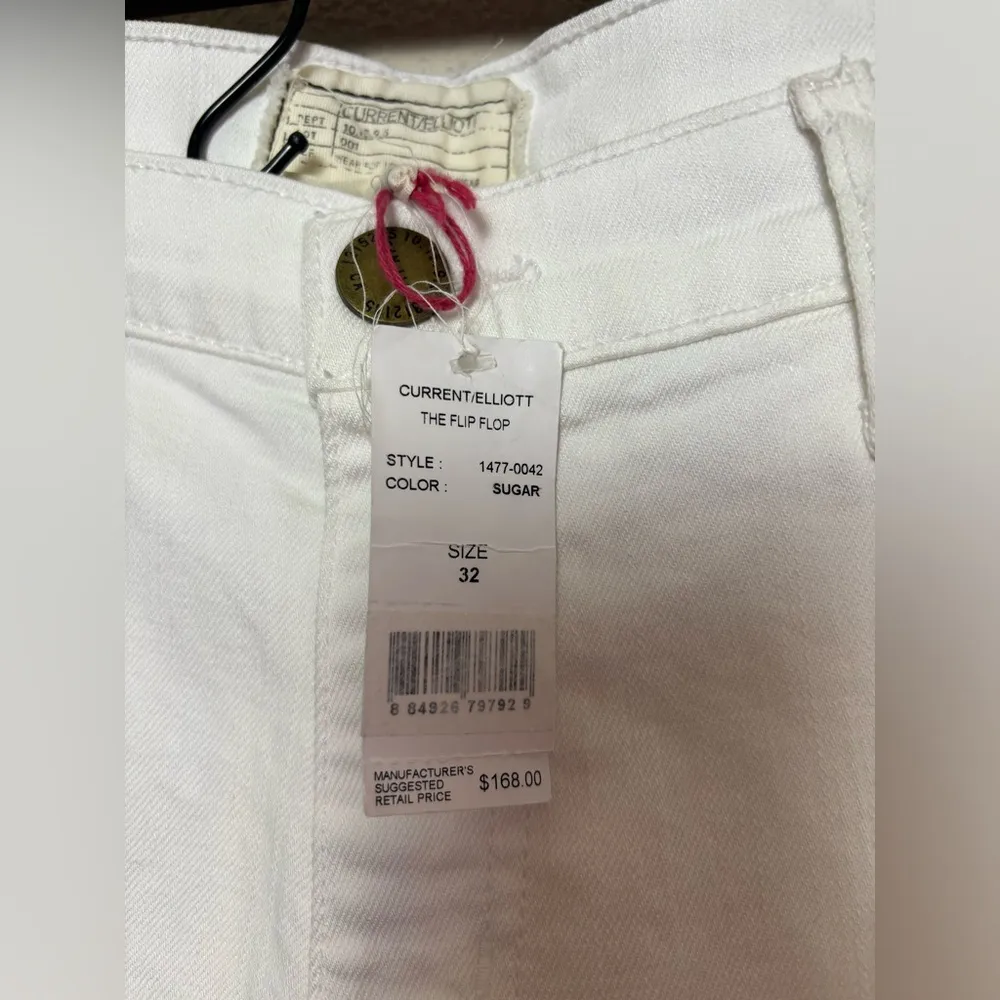 CURRENT/ELLIOTT
001
CURRENT/ELLIOTT
THE FLIP FLOP
STYLE : 1477-0042
COLOR : SUGAR
SIZE
32
8 84926 79792 9
MANUFACTURER'S
SUGGESTED
RETAIL PRICE
$168.00